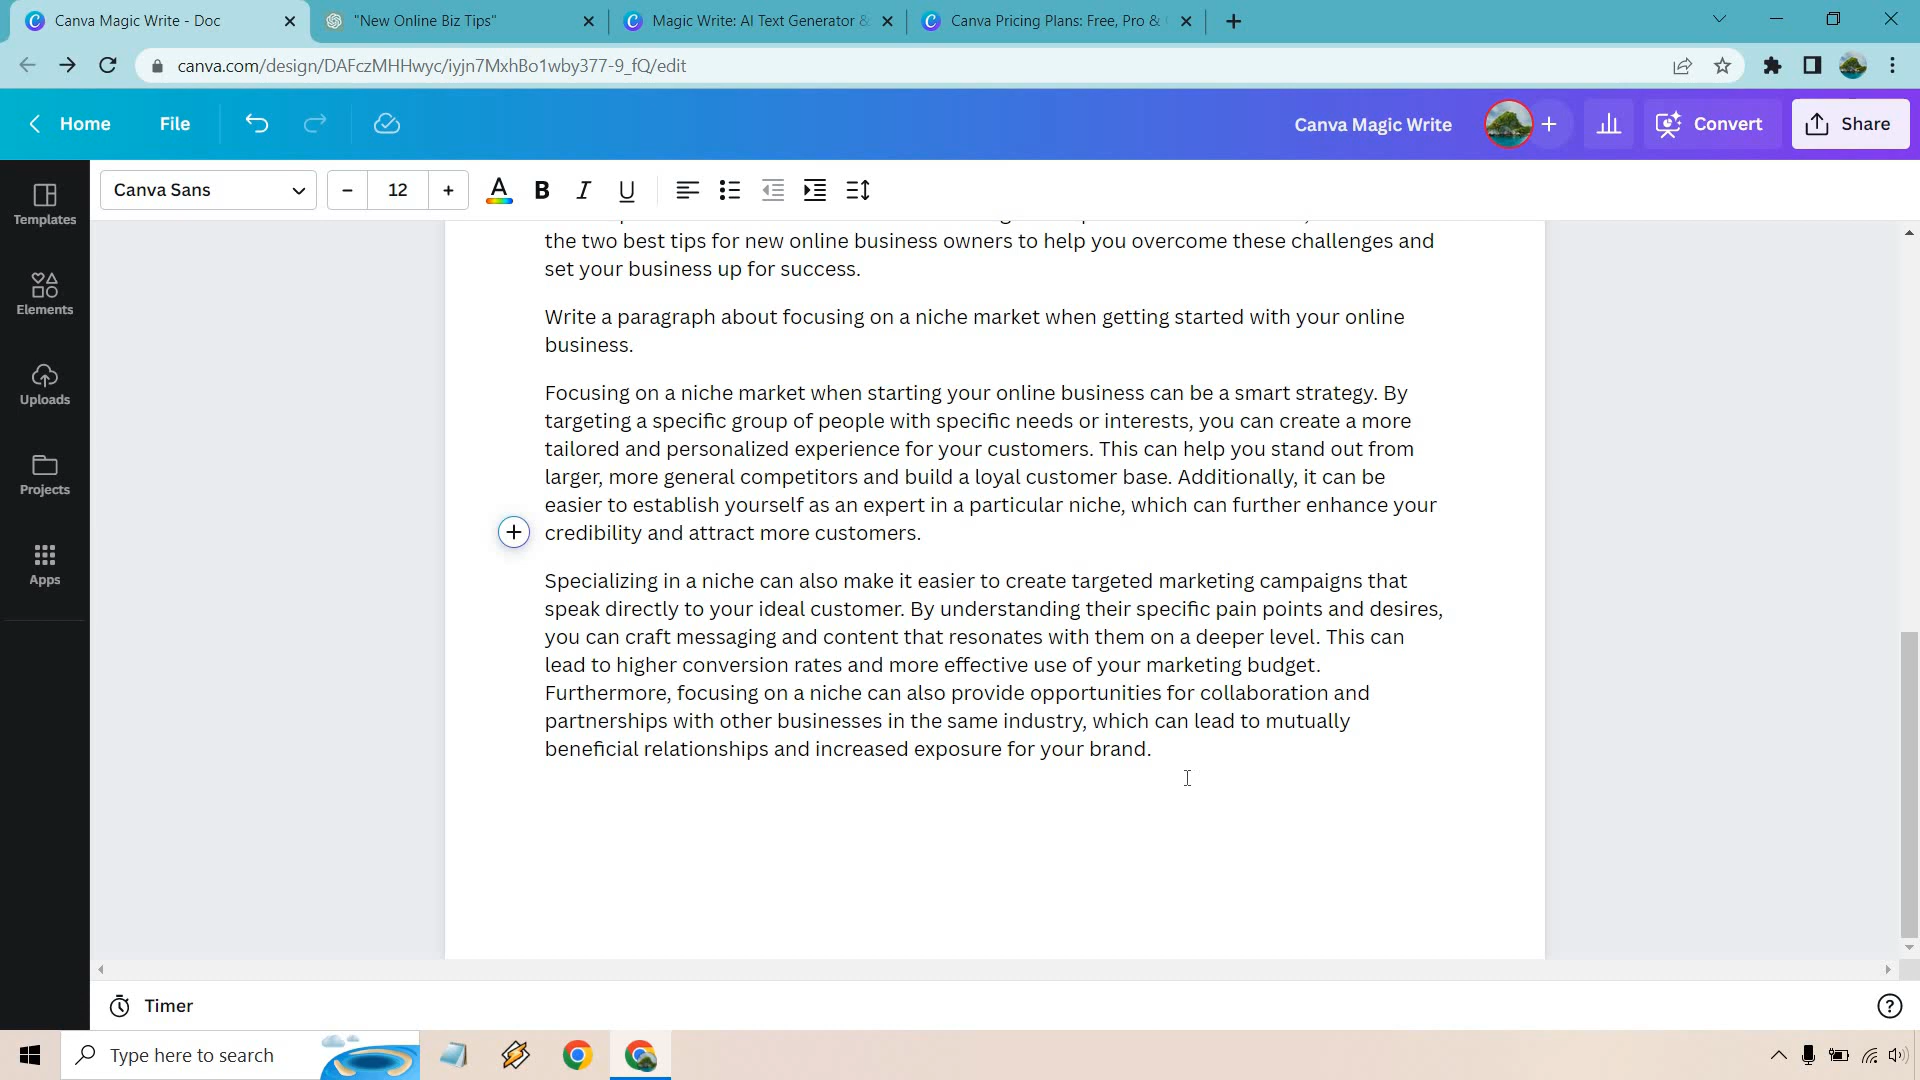 Canva Magic Write - Doc
"New Online Biz Tips"
Magic Write: AI Text Generator &
Canva Pricing Plans: Free, Pro &
canva.com/design/DAFczMHHwyc/iyjn7MxhBo1wby377-9_fQ/edit
Home
File
Canva Magic Write
Convert
Share
Canva Sans
12
Templates
Elements
Uploads
Projects
Apps
the two best tips for new online business owners to help you overcome these challenges and
set your business up for success.
Write a paragraph about focusing on a niche market when getting started with your online
business.
Focusing on a niche market when starting your online business can be a smart strategy. By
targeting a specific group of people with specific needs or interests, you can create a more
tailored and personalized experience for your customers. This can help you stand out from
larger, more general competitors and build a loyal customer base. Additionally, it can be
easier to establish yourself as an expert in a particular niche, which can further enhance your
credibility and attract more customers.
Specializing in a niche can also make it easier to create targeted marketing campaigns that
speak directly to your ideal customer. By understanding their specific pain points and desires,
you can craft messaging and content that resonates with them on a deeper level. This can
lead to higher conversion rates and more effective use of your marketing budget.
Furthermore, focusing on a niche can also provide opportunities for collaboration and
partnerships with other businesses in the same industry, which can lead to mutually
beneficial relationships and increased exposure for your brand.
Timer
Type here to search